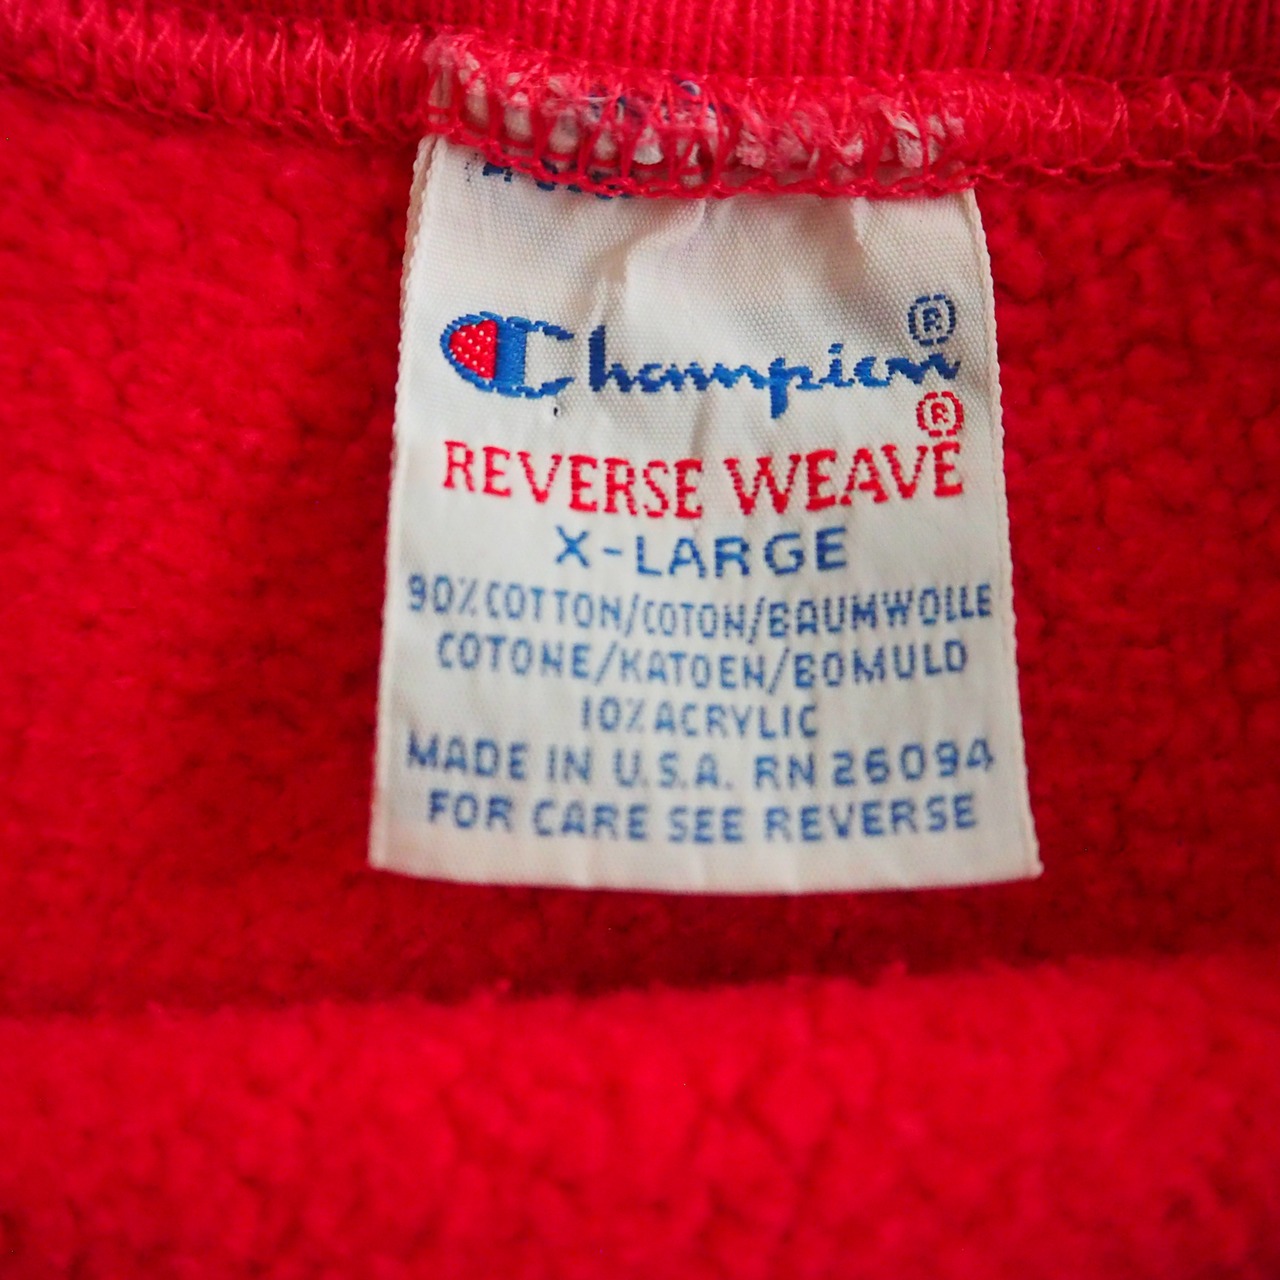 Champion®
REVERSE WEAVE®
X-LARGE
90% COTTON/COTON/BAUMWOLLE
COTONE/KATOEN/BOMULD
10% ACRYLIC
MADE IN U.S.A. RN 26094
FOR CARE SEE REVERSE